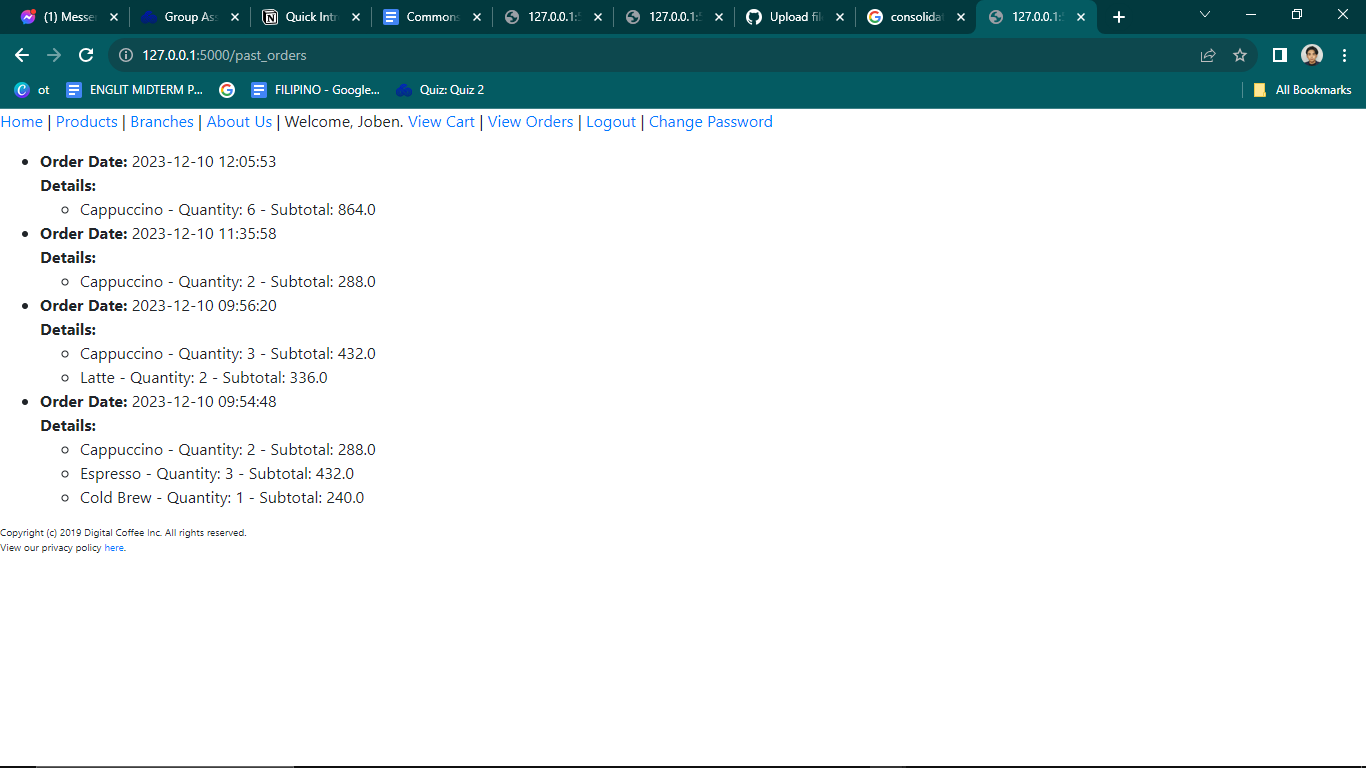 (1) Messe
Group Ass
Quick Intr
Commons
127.0.0.1:5
127.0.0.1:5
Upload fil
consolida
127.0.0.1:5
127.0.0.1:5000/past_orders
ot
ENGLIT MIDTERM P...
FILIPINO - Google...
Quiz: Quiz 2
All Bookmarks
Home | Products | Branches | About Us | Welcome, Joben. View Cart | View Orders | Logout | Change Password
Order Date: 2023-12-10 12:05:53
Details:
Cappuccino - Quantity: 6 - Subtotal: 864.0
Order Date: 2023-12-10 11:35:58
Details:
Cappuccino - Quantity: 2 - Subtotal: 288.0
Order Date: 2023-12-10 09:56:20
Details:
Cappuccino - Quantity: 3 - Subtotal: 432.0
Latte - Quantity: 2 - Subtotal: 336.0
Order Date: 2023-12-10 09:54:48
Details:
Cappuccino - Quantity: 2 - Subtotal: 288.0
Espresso - Quantity: 3 - Subtotal: 432.0
Cold Brew - Quantity: 1 - Subtotal: 240.0
Copyright (c) 2019 Digital Coffee Inc. All rights reserved.
View our privacy policy here.